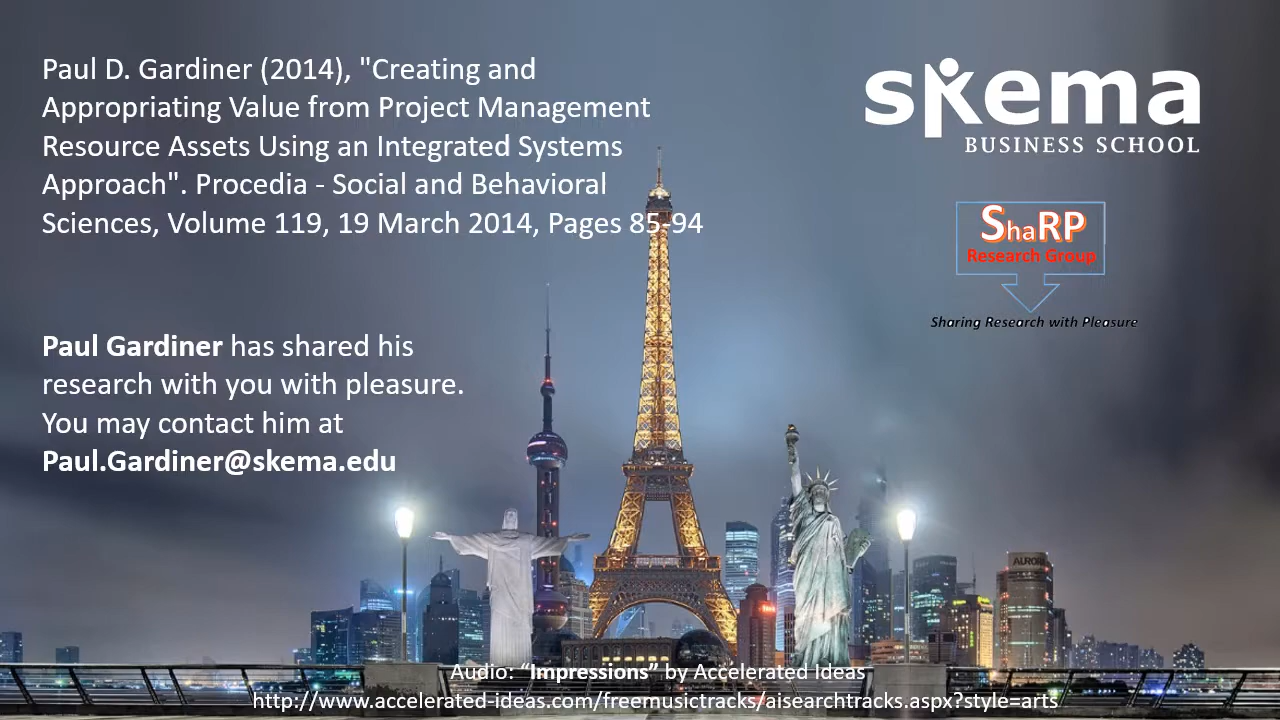 Paul D. Gardiner (2014), "Creating and
Appropriating Value from Project Management
Resource Assets Using an Integrated Systems
Approach". Procedia - Social and Behavioral
Sciences, Volume 119, 19 March 2014, Pages 85-94
skema
BUSINESS SCHOOL
ShaRP
Research Group
Sharing Research with Pleasure
Paul Gardiner has shared his
research with you with pleasure.
You may contact him at
Paul.Gardiner@skema.edu
AURORA
Audio: “Impressions” by Accelerated Ideas
http://www.accelerated-ideas.com/freemusictracks/aisearchtracks.aspx?style=arts